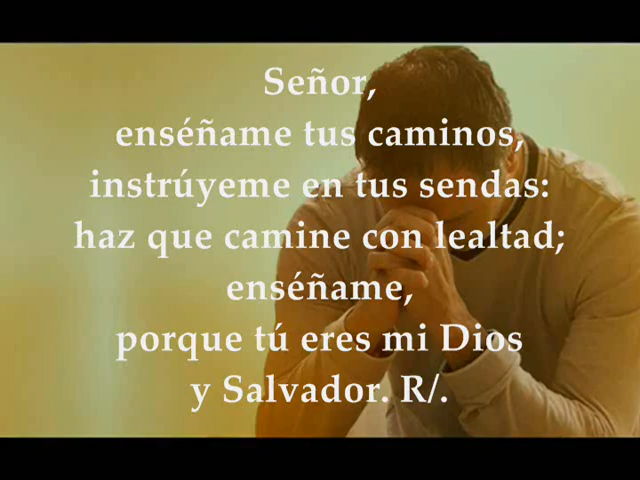 Señor,
enséñame tus caminos,
instrúyeme en tus sendas:
haz que camine con lealtad;
enséñame,
porque tú eres mi Dios
y Salvador. R/.